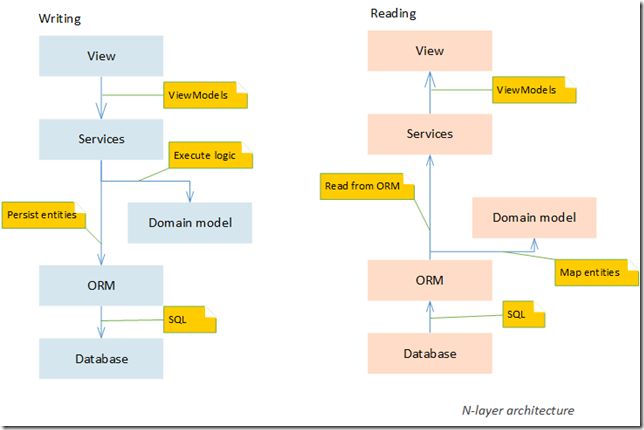 Writing
View
ViewModels
Services
Execute logic
Persist entities
Domain model
ORM
SQL
Database
Reading
View
ViewModels
Services
Read from ORM
Domain model
Map entities
ORM
SQL
Database
N-layer architecture